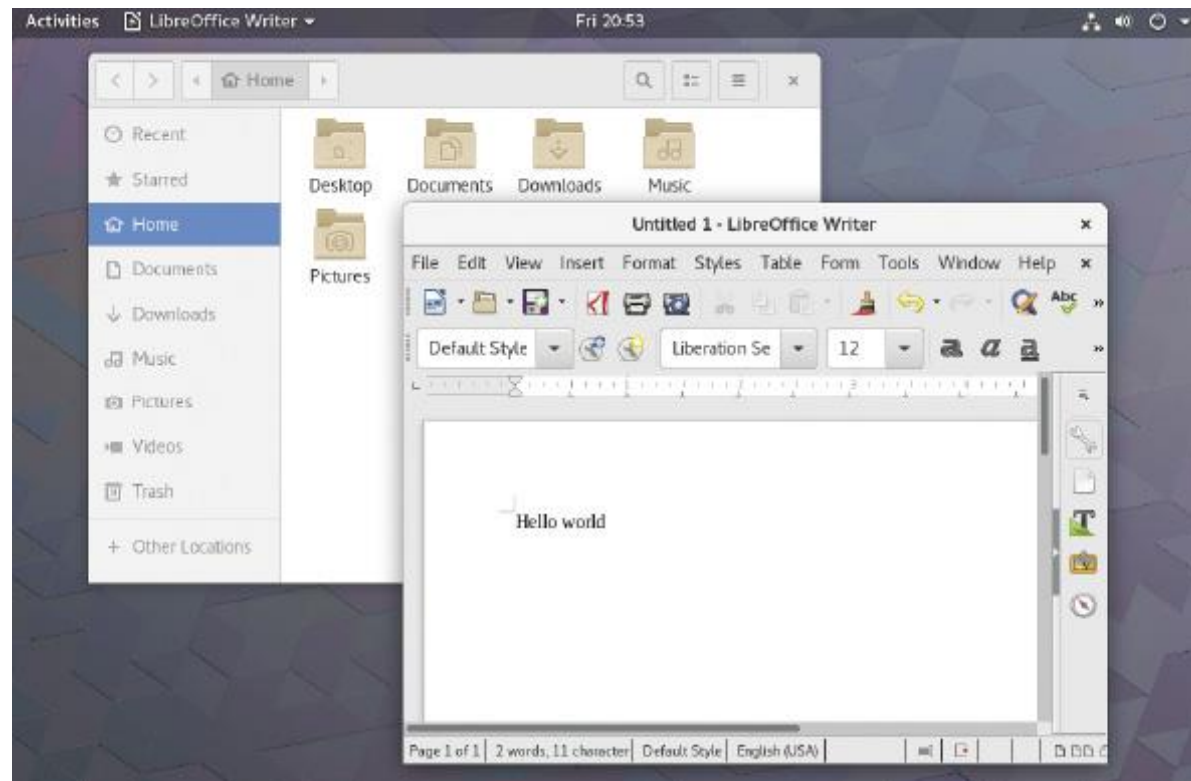 Activities LibreOffice Writer Fri 20:53
Home
Recent
Starred
Home
Documents
Downloads
Music
Pictures
Videos
Trash
+ Other Locations
Desktop Documents Downloads Music
Pictures
Untitled 1 - LibreOffice Writer
File Edit View Insert Format Styles Table Form Tools Window Help
Abc
Default Style Liberation Se 12 a a a
Hello world
Page 1 of 1 2 words, 11 character Default Style English (USA)